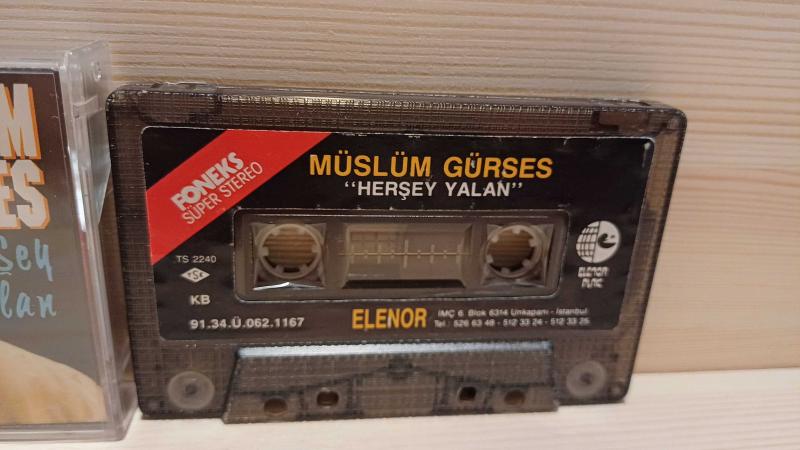 M
ES
Şey
lan
FONEKS
SÜPER STEREO
MÜSLÜM GÜRSES
"HERŞEY YALAN"
TS 2240
TSE
KB
91.34.Ü.062.1167
ELENOR
İMÇ 6. Blok 6314 Unkapanı - İstanbul
Tel : 526 63 48 - 512 33 24 - 512 33 25
ELENOR
PLAK